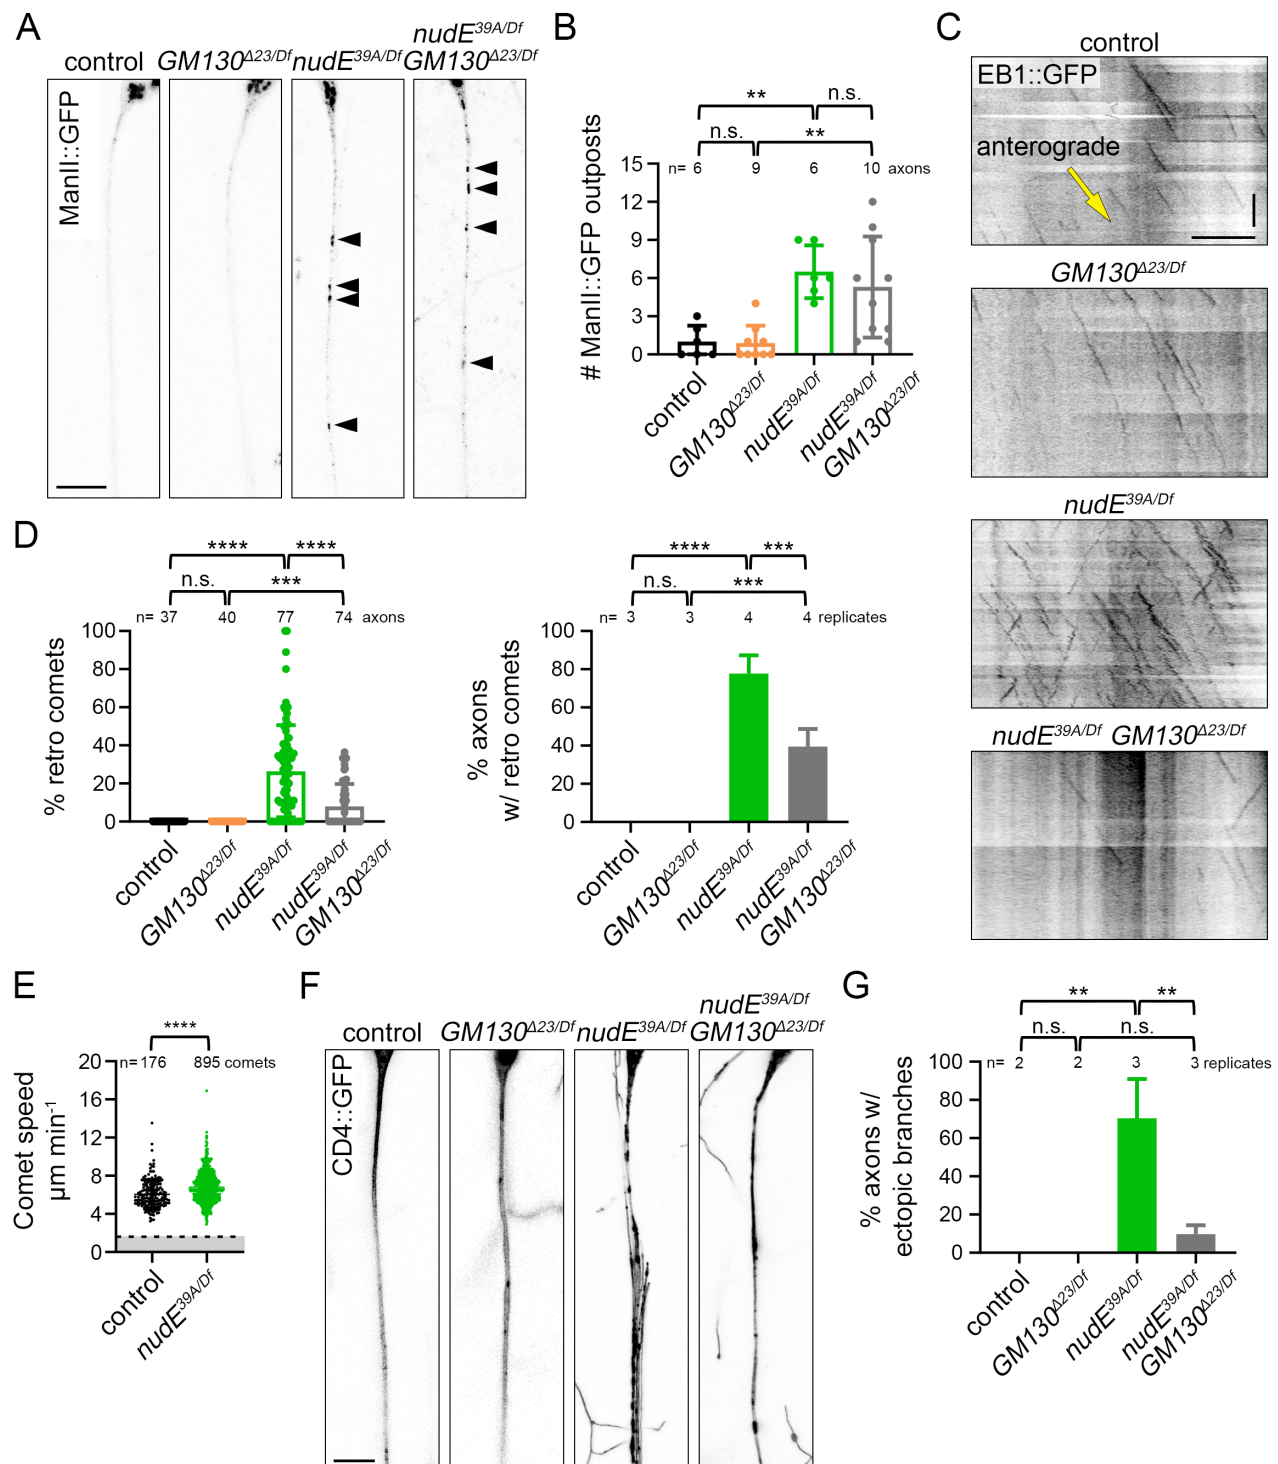 A
control
GM130Δ23/Df
nudE39A/Df
nudE39A/Df
GM130Δ23/Df
ManII::GFP
B
** n.s.
n.s. **
n= 6 9 6 10 axons
# ManII::GFP outposts
15
12
9
6
3
0
control
GM130Δ23/Df
nudE39A/Df
nudE39A/Df
GM130Δ23/Df
C
control
EB1::GFP
anterograde
GM130Δ23/Df
nudE39A/Df
nudE39A/Df GM130Δ23/Df
D
**** ****
n.s. ***
n= 37 40 77 74 axons
% retro comets
100
80
60
40
20
0
control
GM130Δ23/Df
nudE39A/Df
nudE39A/Df
GM130Δ23/Df
**** ***
n.s. ***
n= 3 3 4 4 replicates
% axons
w/ retro comets
100
80
60
40
20
0
control
GM130Δ23/Df
nudE39A/Df
nudE39A/Df
GM130Δ23/Df
E
****
n= 176 895 comets
Comet speed
µm min-1
20
16
12
8
4
0
control
nudE39A/Df
F
control
GM130Δ23/Df
nudE39A/Df
nudE39A/Df
GM130Δ23/Df
CD4::GFP
G
** **
n.s. n.s.
n= 2 2 3 3 replicates
% axons w/
ectopic branches
100
80
60
40
20
0
control
GM130Δ23/Df
nudE39A/Df
nudE39A/Df
GM130Δ23/Df